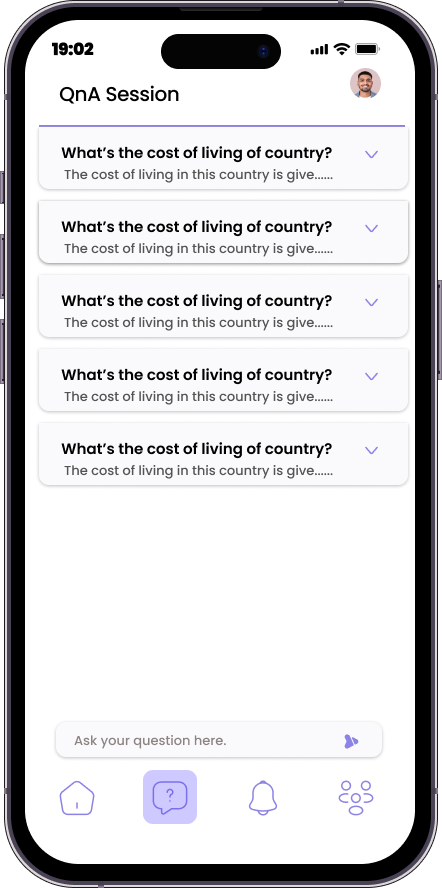 19:02
QnA Session
What’s the cost of living of country?
The cost of living in this country is give......
What’s the cost of living of country?
The cost of living in this country is give......
What’s the cost of living of country?
The cost of living in this country is give......
What’s the cost of living of country?
The cost of living in this country is give......
What’s the cost of living of country?
The cost of living in this country is give......
Ask your question here.
?